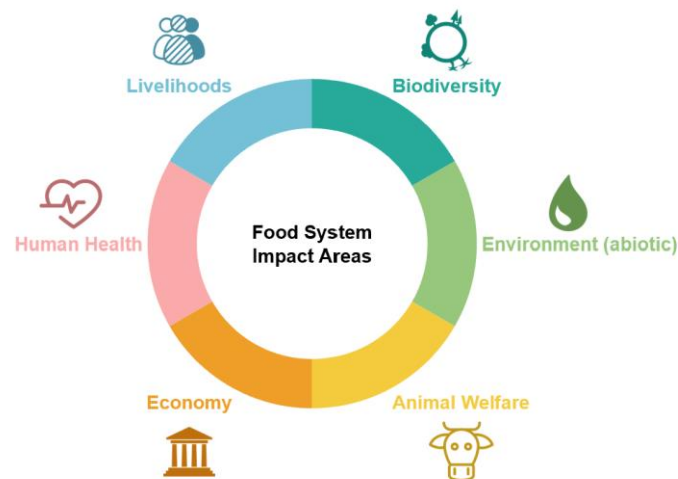 Livelihoods
Biodiversity
Human Health
Food System
Impact Areas
Environment (abiotic)
Economy
Animal Welfare